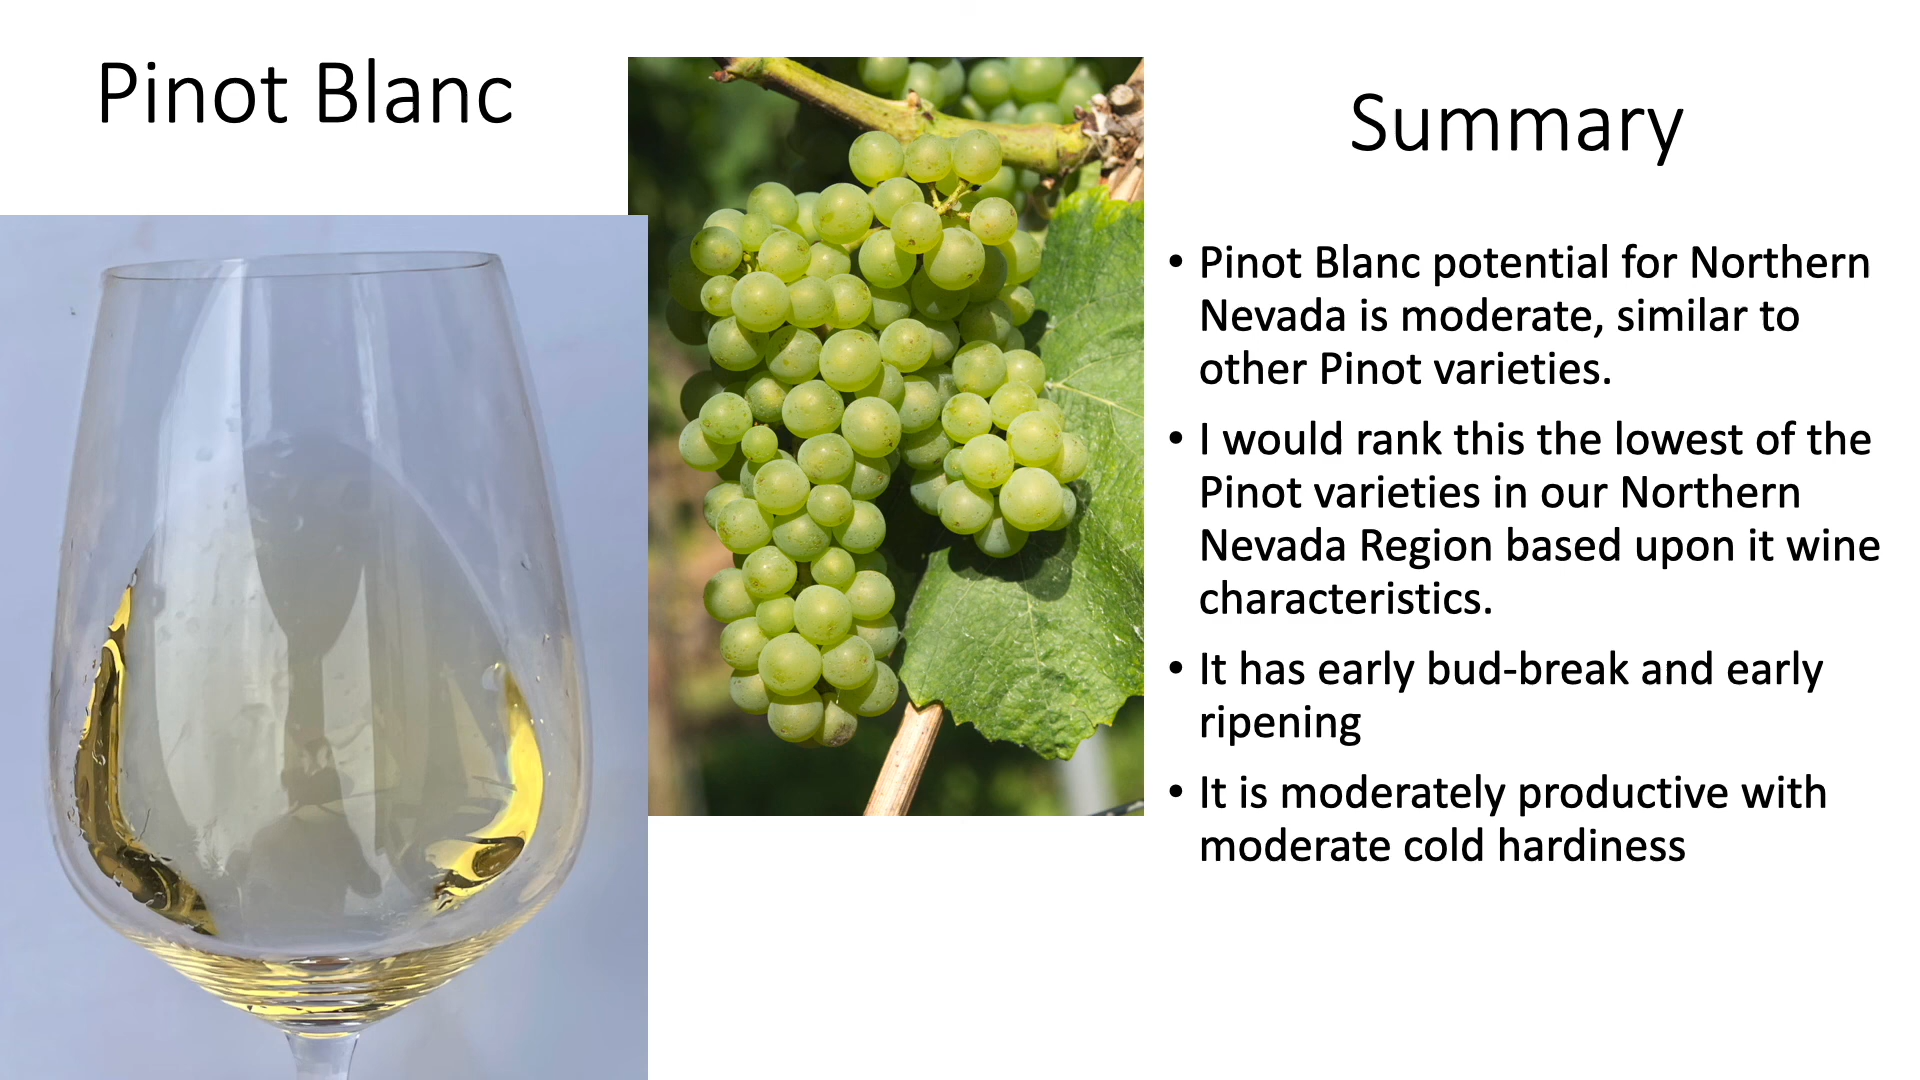 Pinot Blanc
Summary
• Pinot Blanc potential for Northern
Nevada is moderate, similar to
other Pinot varieties.
• I would rank this the lowest of the
Pinot varieties in our Northern
Nevada Region based upon it wine
characteristics.
• It has early bud-break and early
ripening
• It is moderately productive with
moderate cold hardiness